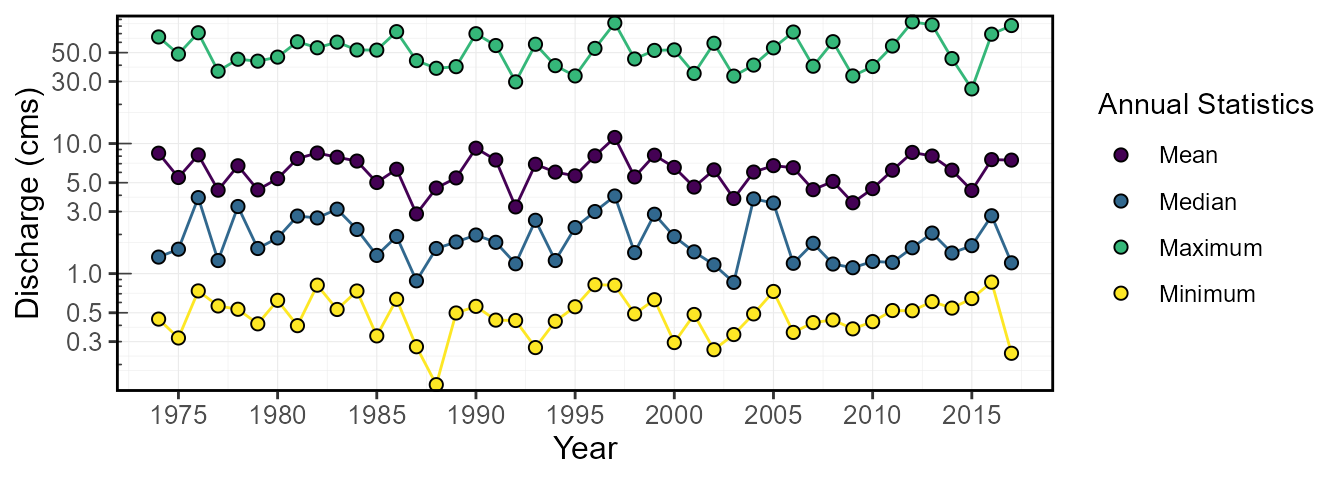 Discharge (cms)
50.0
30.0
10.0
5.0
3.0
1.0
0.5
0.3
1975 1980 1985 1990 1995 2000 2005 2010 2015
Year
Annual Statistics
Mean
Median
Maximum
Minimum